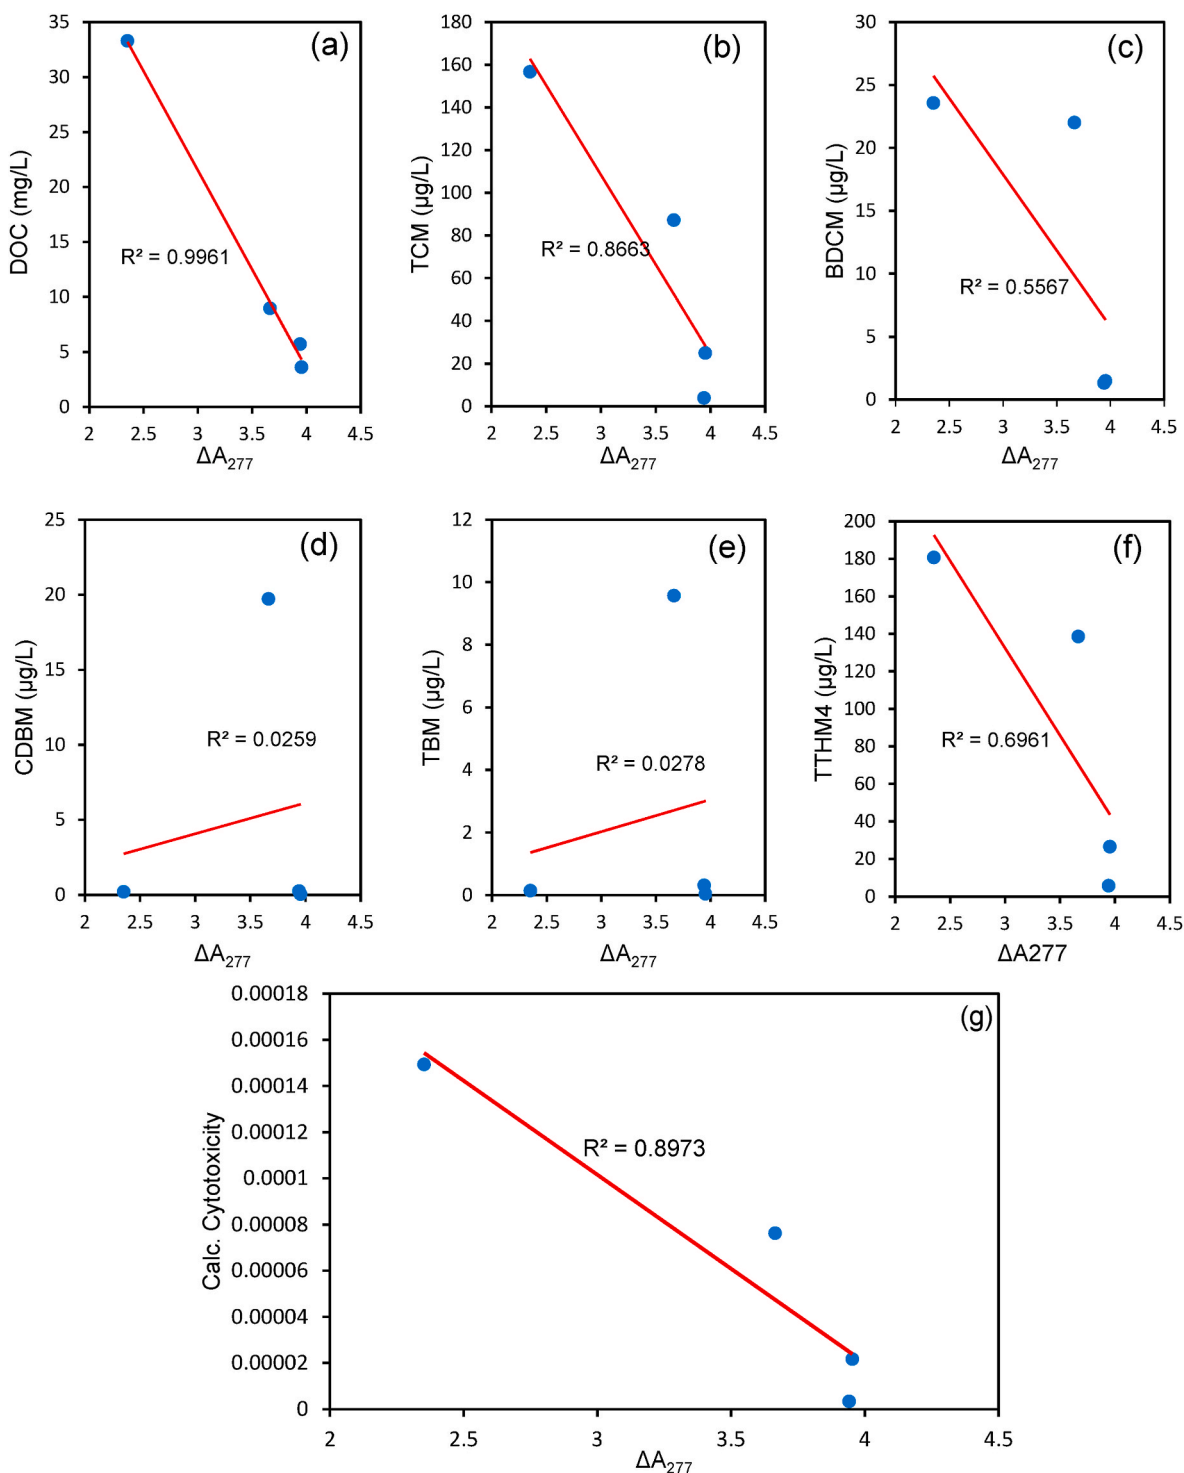 (a)
DOC (mg/L)
35
30
25
20
15
10
5
0
R² = 0.9961
2 2.5 3 3.5 4 4.5
ΔA₂₇₇
(b)
TCM (µg/L)
180
160
140
120
100
80
60
40
20
0
R² = 0.8663
2 2.5 3 3.5 4 4.5
ΔA₂₇₇
(c)
BDCM (µg/L)
30
25
20
15
10
5
0
R² = 0.5567
2 2.5 3 3.5 4 4.5
ΔA₂₇₇
(d)
CDBM (µg/L)
25
20
15
10
5
0
R² = 0.0259
2 2.5 3 3.5 4 4.5
ΔA₂₇₇
(e)
TBM (µg/L)
12
10
8
6
4
2
0
R² = 0.0278
2 2.5 3 3.5 4 4.5
ΔA₂₇₇
(f)
TTHM4 (µg/L)
200
180
160
140
120
100
80
60
40
20
0
R² = 0.6961
2 2.5 3 3.5 4 4.5
ΔA277
(g)
Calc. Cytotoxicity
0.00018
0.00016
0.00014
0.00012
0.0001
0.00008
0.00006
0.00004
0.00002
0
R² = 0.8973
2 2.5 3 3.5 4 4.5
ΔA₂₇₇